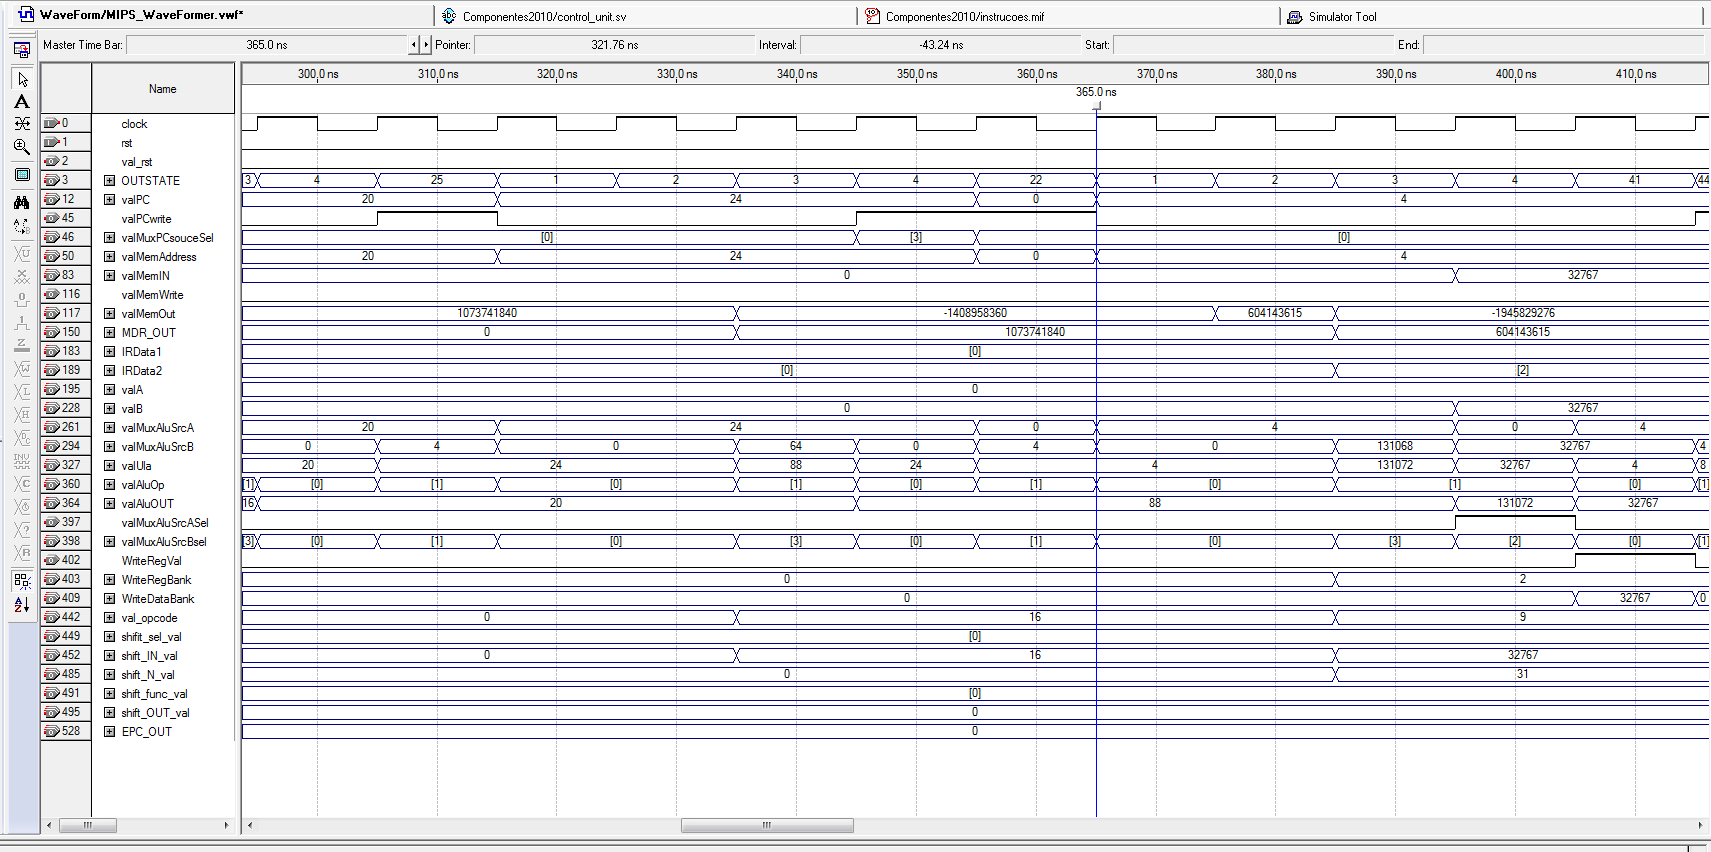 WaveForm/MIPS_WaveFormer.vwf* Componentes2010/control_unit.sv Componentes2010/instrucoes.mif Simulator Tool
Master Time Bar: 365.0 ns Pointer: 321.76 ns Interval: -43.24 ns Start: End:
Name 300.0 ns 310.0 ns 320.0 ns 330.0 ns 340.0 ns 350.0 ns 360.0 ns 370.0 ns 380.0 ns 390.0 ns 400.0 ns 410.0 ns
365.0 ns
0 clock
1 rst
2 val_rst
3 OUTSTATE 3 4 25 1 2 3 4 22 1 2 3 4 41 44
12 valPC 20 24 0 4
45 valPCwrite
46 valMuxPCsouceSel [0] [3] [0]
50 valMemAddress 20 24 0 4
83 valMemIN 0 32767
116 valMemWrite
117 valMemOut 1073741840 -1408958360 604143615 -1945829276
150 MDR_OUT 0 1073741840 604143615
183 IRData1 [0]
189 IRData2 [0] [2]
195 valA 0
228 valB 0 32767
261 valMuxAluSrcA 20 24 0 4 0 4
294 valMuxAluSrcB 0 4 0 64 0 4 0 131068 32767 4
327 valUla 20 24 88 24 4 131072 32767 4 8
360 valAluOp [1] [0] [1] [0] [1] [0] [1] [0] [1] [0] [1]
364 valAluOUT 16 20 88 131072 32767
397 valMuxAluSrcASel
398 valMuxAluSrcBsel [3] [0] [1] [0] [3] [0] [1] [0] [3] [2] [0] [1]
402 WriteRegVal
403 WriteRegBank 0 2
409 WriteDataBank 0 32767 0
442 val_opcode 0 16 9
449 shifit_sel_val [0]
452 shift_IN_val 0 16 32767
485 shift_N_val 0 31
491 shift_func_val [0]
495 shift_OUT_val 0
528 EPC_OUT 0